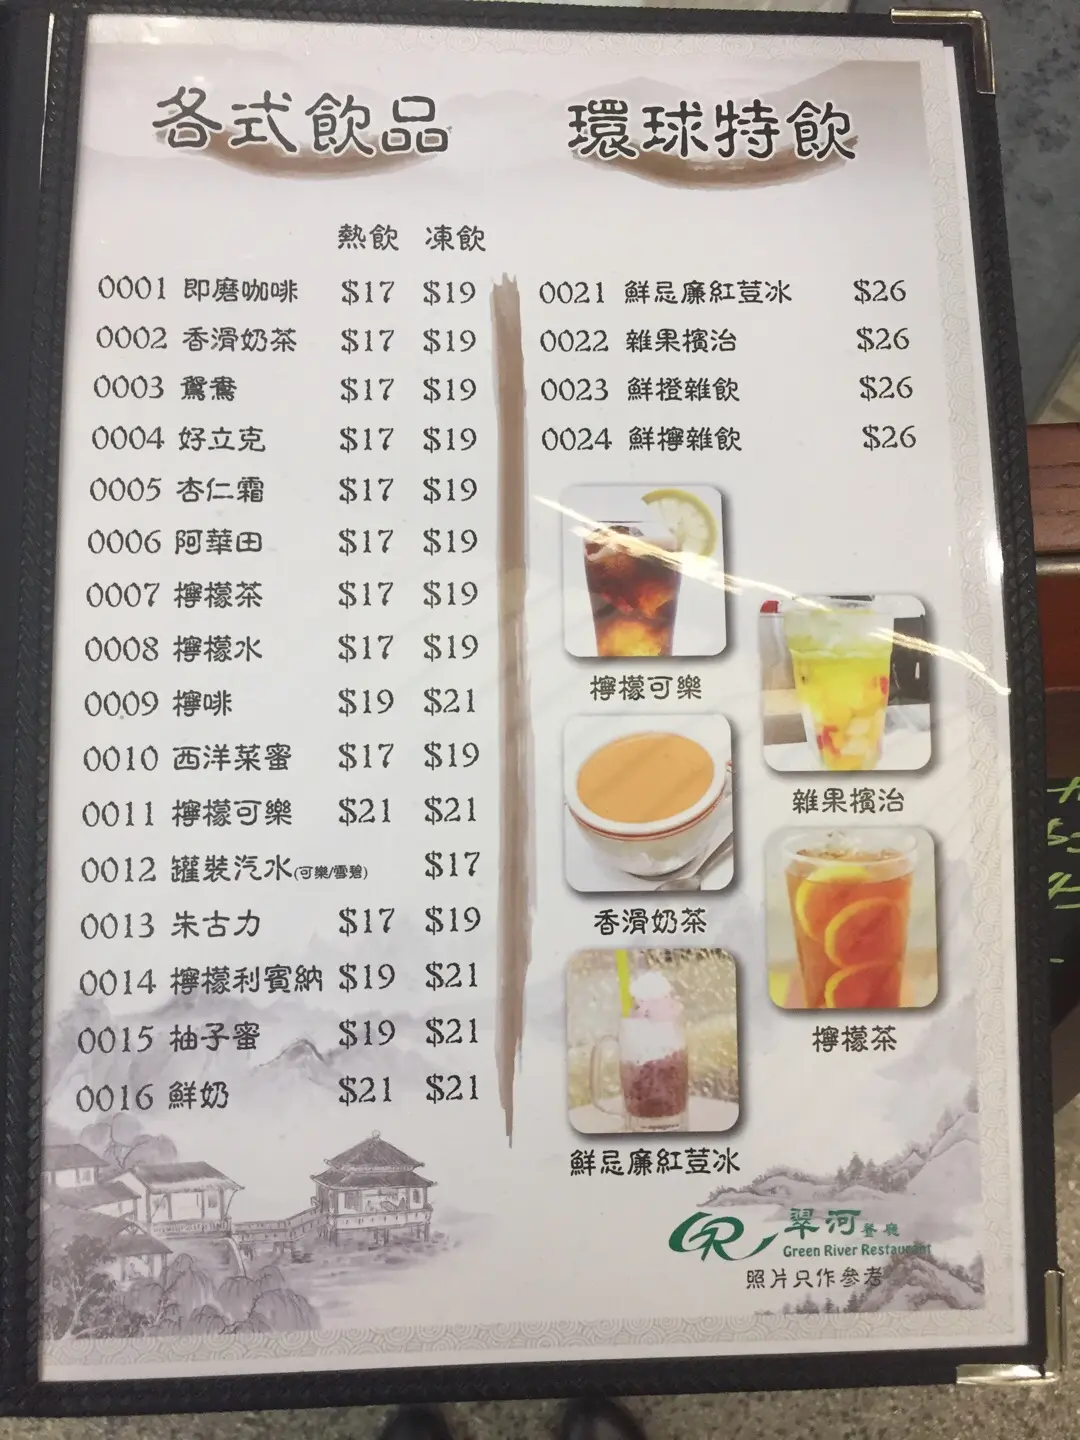 各式飲品
熱飲 凍飲
0001 即磨咖啡 $17 $19
0002 香滑奶茶 $17 $19
0003 鴛鴦 $17 $19
0004 好立克 $17 $19
0005 杏仁霜 $17 $19
0006 阿華田 $17 $19
0007 檸檬茶 $17 $19
0008 檸檬水 $17 $19
0009 檸啡 $19 $21
0010 西洋菜蜜 $17 $19
0011 檸檬可樂 $21 $21
0012 罐裝汽水(可樂/雪碧) $17
0013 朱古力 $17 $19
0014 檸檬利賓納 $19 $21
0015 柚子蜜 $19 $21
0016 鮮奶 $21 $21
環球特飲
0021 鮮忌廉紅荳冰 $26
0022 雜果擯治 $26
0023 鮮橙雜飲 $26
0024 鮮檸雜飲 $26
檸檬可樂
雜果擯治
香滑奶茶
檸檬茶
鮮忌廉紅荳冰
GR 翠河餐廳
Green River Restaurant
照片只作參考